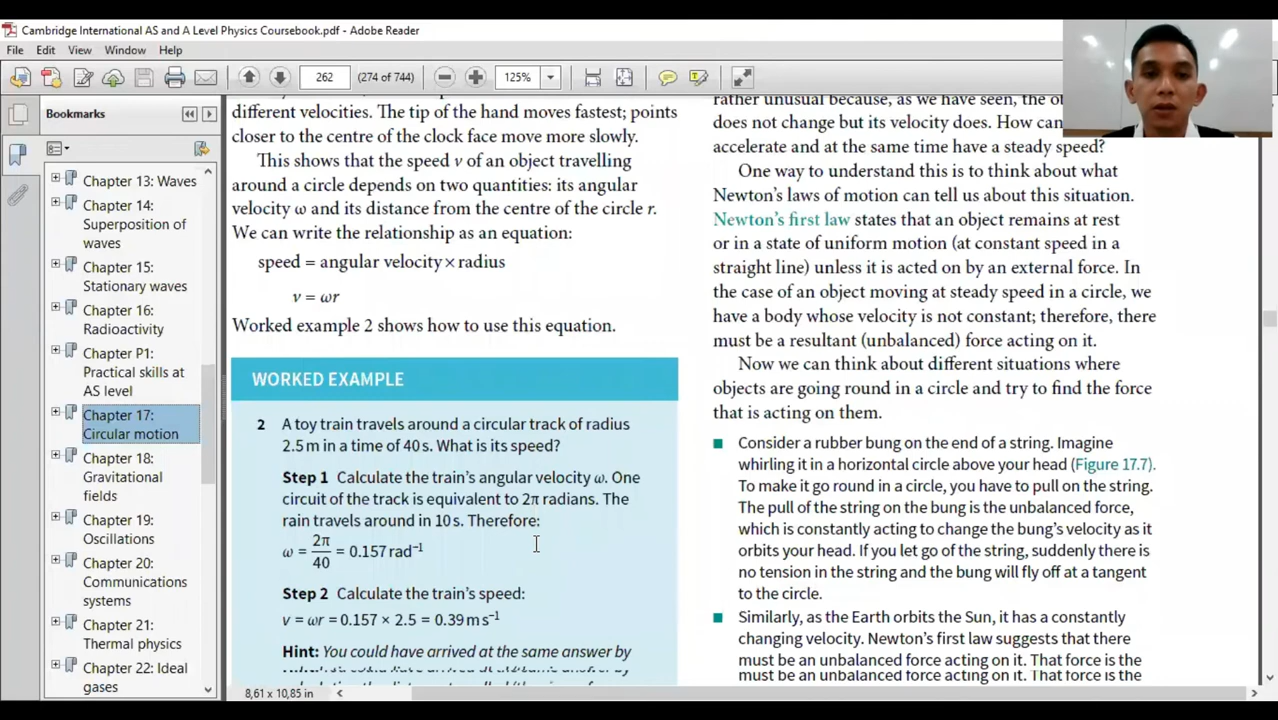 Cambridge International AS and A Level Physics Coursebook.pdf - Adobe Reader
File Edit View Window Help
262 (274 of 744) 125%
Bookmarks
Chapter 13: Waves
Chapter 14:
Superposition of
waves
Chapter 15:
Stationary waves
Chapter 16:
Radioactivity
Chapter P1:
Practical skills at
AS level
Chapter 17:
Circular motion
Chapter 18:
Gravitational
fields
Chapter 19:
Oscillations
Chapter 20:
Communications
systems
Chapter 21:
Thermal physics
Chapter 22: Ideal
gases
different velocities. The tip of the hand moves fastest; points
closer to the centre of the clock face move more slowly.
This shows that the speed v of an object travelling
around a circle depends on two quantities: its angular
velocity ω and its distance from the centre of the circle r.
We can write the relationship as an equation:
speed = angular velocity × radius
v = ωr
Worked example 2 shows how to use this equation.
WORKED EXAMPLE
2 A toy train travels around a circular track of radius
2.5 m in a time of 40 s. What is its speed?
Step 1 Calculate the train's angular velocity ω. One
circuit of the track is equivalent to 2π radians. The
rain travels around in 10 s. Therefore:
ω = 2π/40 = 0.157 rad⁻¹
Step 2 Calculate the train's speed:
v = ωr = 0.157 × 2.5 = 0.39 m s⁻¹
Hint: You could have arrived at the same answer by
8,61 x 10,85 in
rather unusual because, as we have seen, the
does not change but its velocity does. How can
accelerate and at the same time have a steady speed?
One way to understand this is to think about what
Newton's laws of motion can tell us about this situation.
Newton's first law states that an object remains at rest
or in a state of uniform motion (at constant speed in a
straight line) unless it is acted on by an external force. In
the case of an object moving at steady speed in a circle, we
have a body whose velocity is not constant; therefore, there
must be a resultant (unbalanced) force acting on it.
Now we can think about different situations where
objects are going round in a circle and try to find the force
that is acting on them.
■ Consider a rubber bung on the end of a string. Imagine
whirling it in a horizontal circle above your head (Figure 17.7).
To make it go round in a circle, you have to pull on the string.
The pull of the string on the bung is the unbalanced force,
which is constantly acting to change the bung's velocity as it
orbits your head. If you let go of the string, suddenly there is
no tension in the string and the bung will fly off at a tangent
to the circle.
■ Similarly, as the Earth orbits the Sun, it has a constantly
changing velocity. Newton's first law suggests that there
must be an unbalanced force acting on it. That force is the